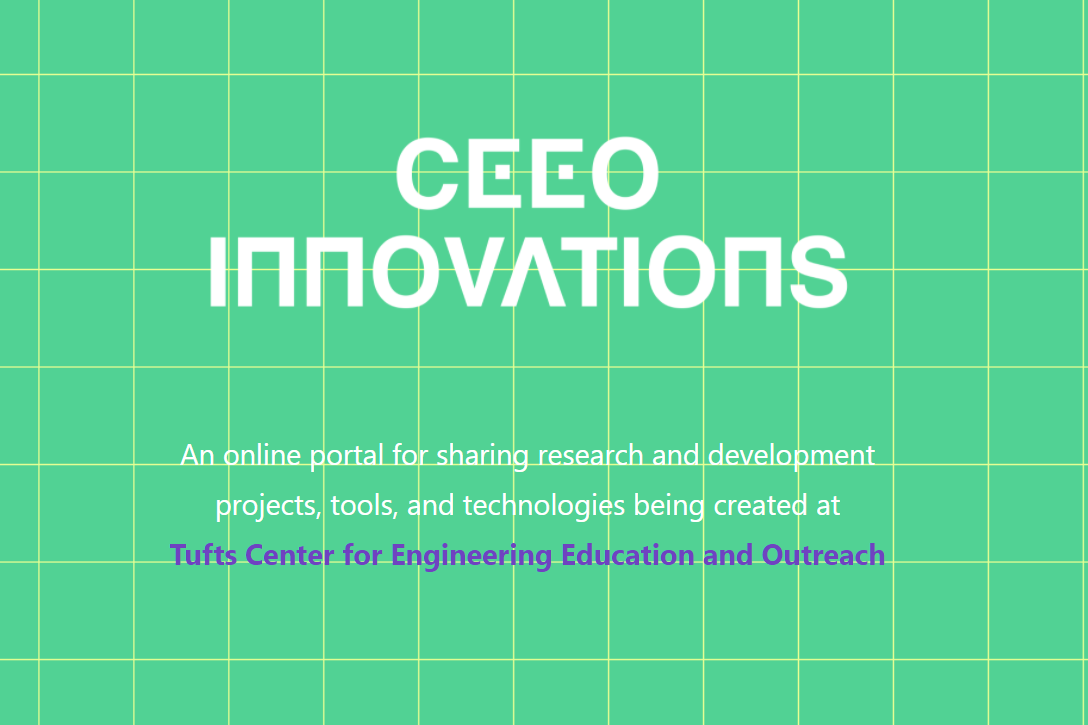 CEEO
INNOVATIONS
An online portal for sharing research and development
projects, tools, and technologies being created at
Tufts Center for Engineering Education and Outreach